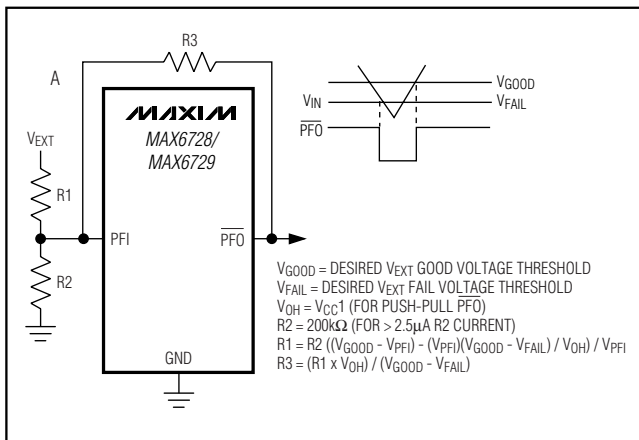 R3
A
MAXIM
MAX6728/
MAX6729
VEXT
R1
PFI
PFO
R2
GND
VIN
VGOOD
VFAIL
PFO
VGOOD = DESIRED VEXT GOOD VOLTAGE THRESHOLD
VFAIL = DESIRED VEXT FAIL VOLTAGE THRESHOLD
VOH = VCC1 (FOR PUSH-PULL PFO)
R2 = 200kΩ (FOR > 2.5μA R2 CURRENT)
R1 = R2 ((VGOOD - VPFI) - (VPFI)(VGOOD - VFAIL) / VOH) / VPFI
R3 = (R1 x VOH) / (VGOOD - VFAIL)